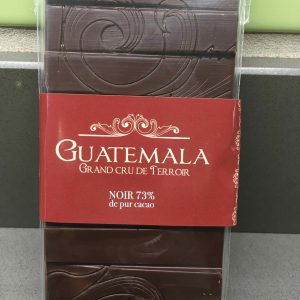 GUATEMALA
GRAND CRU DE TERROIR
NOIR 73%
de pur cacao